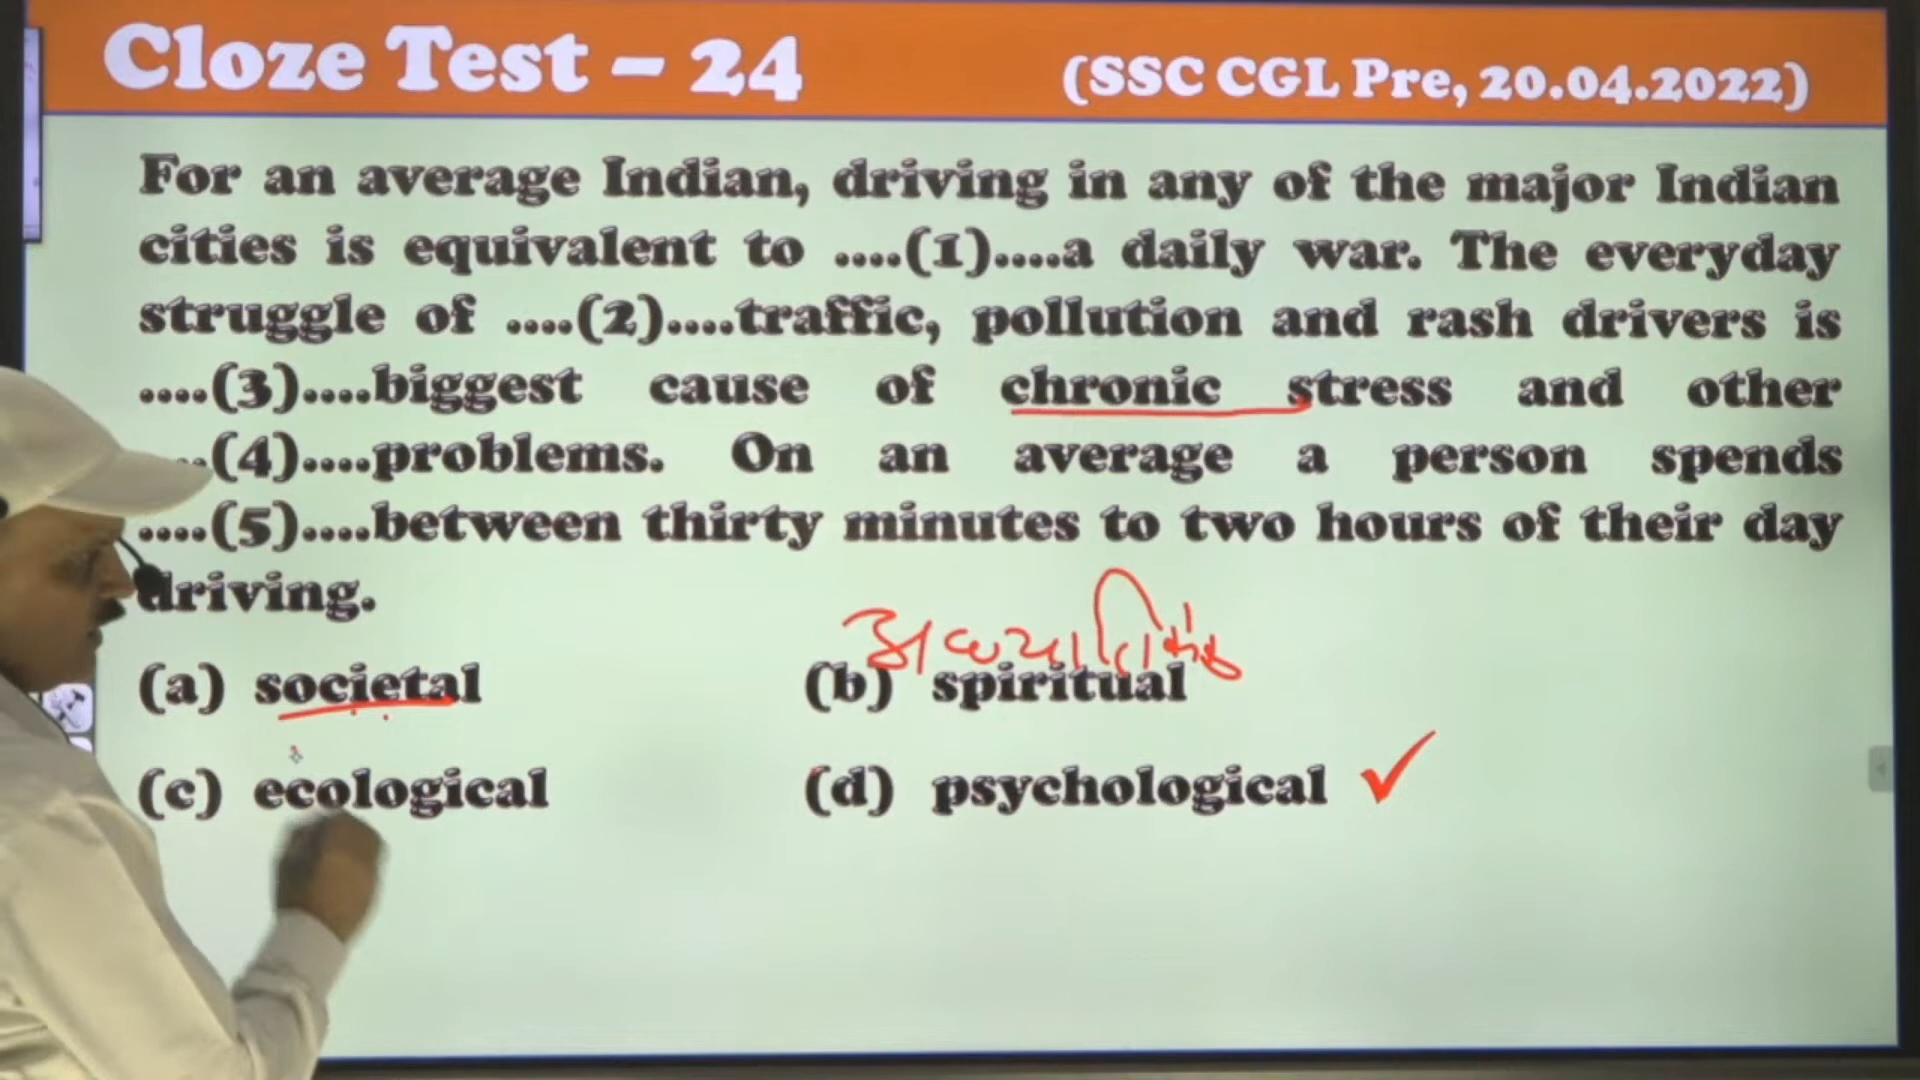 Cloze Test – 24
(SSC CGL Pre, 20.04.2022)
For an average Indian, driving in any of the major Indian
cities is equivalent to ....(1)....a daily war. The everyday
struggle of ....(2)....traffic, pollution and rash drivers is
....(3)....biggest cause of chronic stress and other
....(4)....problems. On an average a person spends
....(5)....between thirty minutes to two hours of their day
driving.
(a) societal
(b) spiritual
(c) ecological
(d) psychological